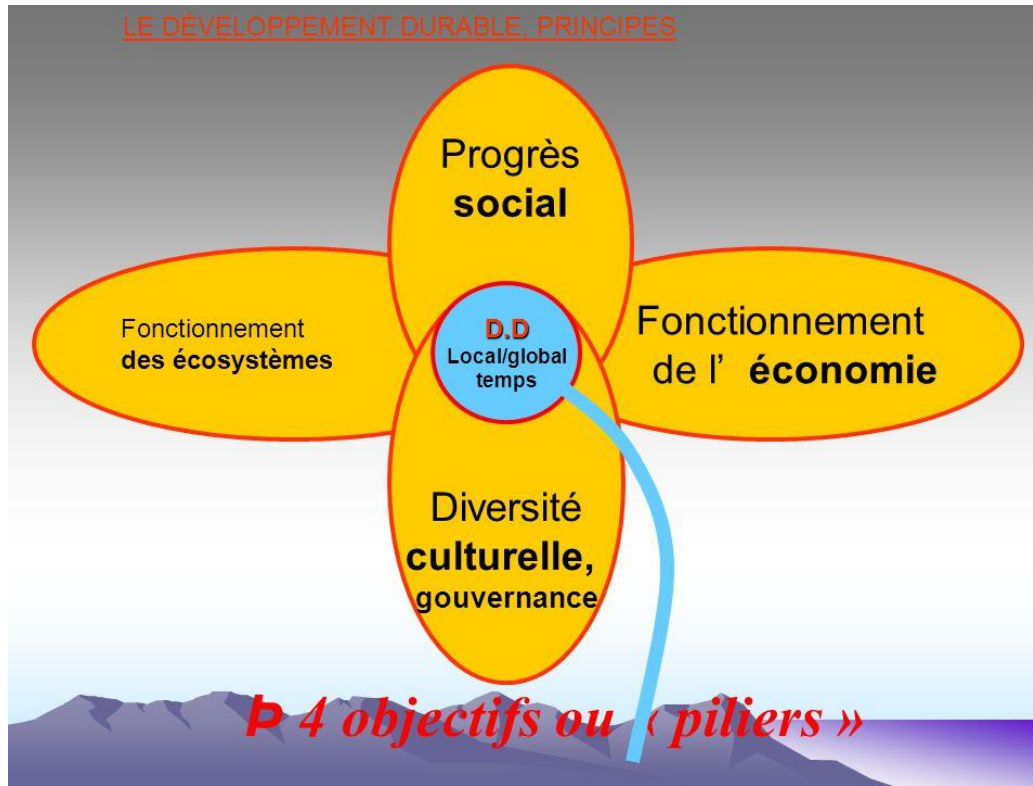 LE DÉVELOPPEMENT DURABLE, PRINCIPES
Progrès
social
Fonctionnement
des écosystèmes
D.D
Local/global
temps
Fonctionnement
de l’ économie
Diversité
culturelle,
gouvernance
Þ 4 objectifs ou « piliers »